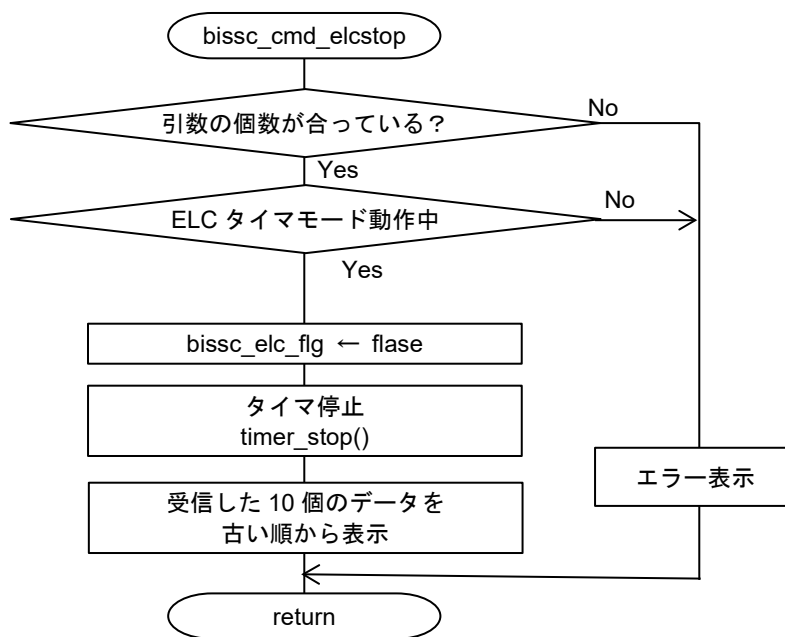 bissc_cmd_elcstop
引数の個数が合っている？
No
Yes
ELC タイマモード動作中
No
Yes
bissc_elc_flg ← flase
タイマ停止
timer_stop()
エラー表示
受信した 10 個のデータを
古い順から表示
return